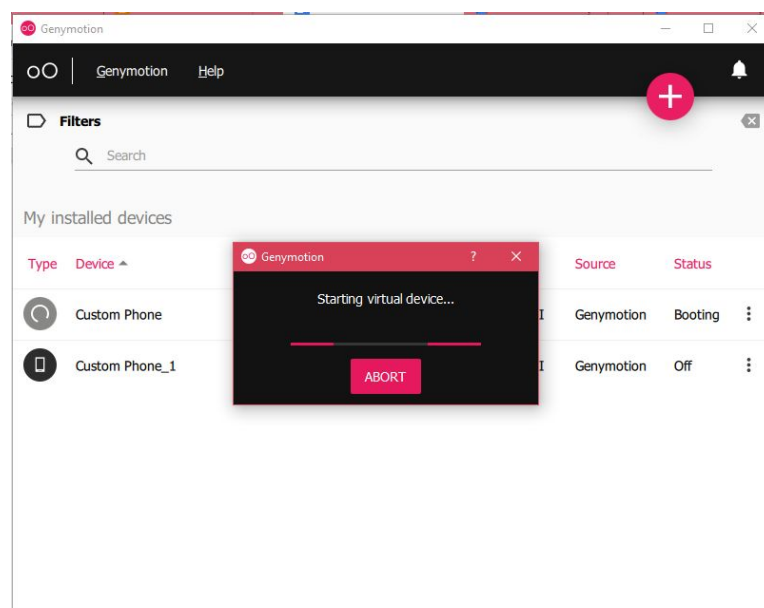 Genymotion
Genymotion Help
Filters
Search
My installed devices
Type Device Source Status
Genymotion
Starting virtual device...
ABORT
Custom Phone I Genymotion Booting
Custom Phone_1 I Genymotion Off